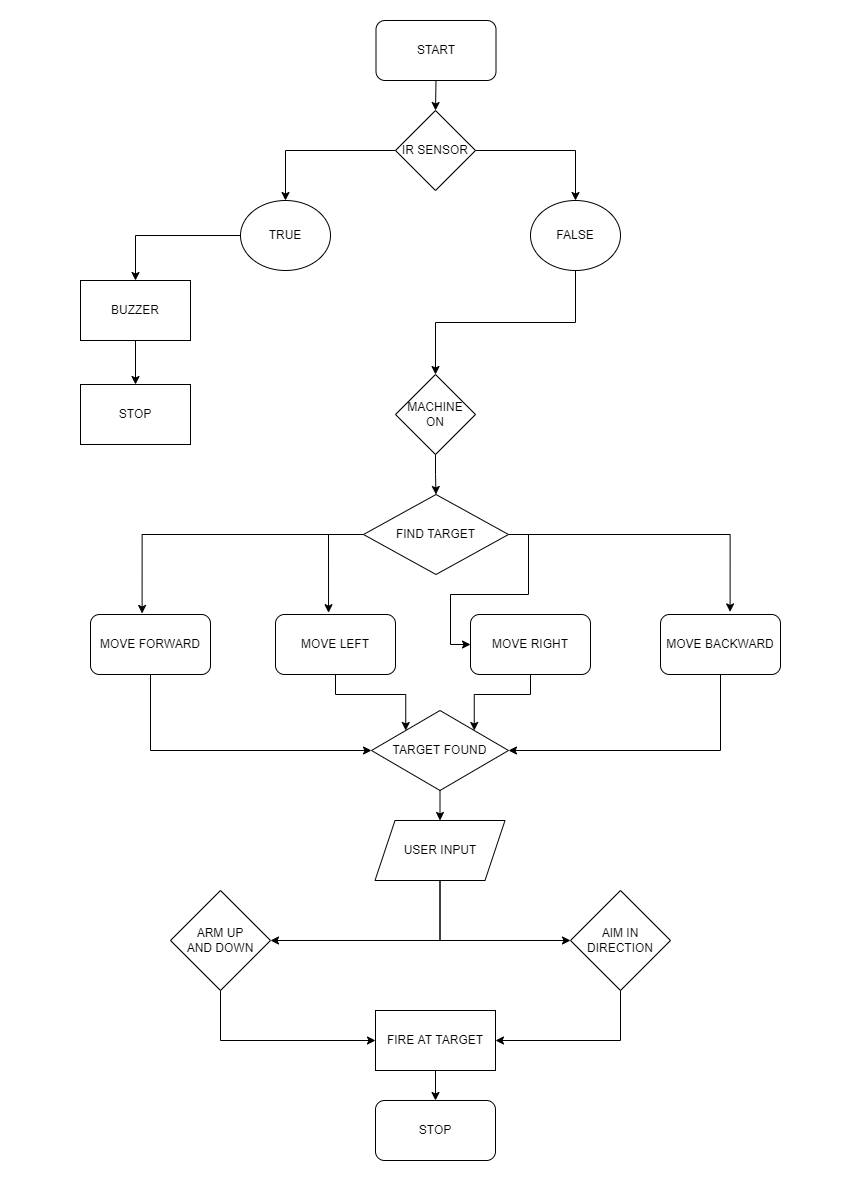 START
IR SENSOR
TRUE
FALSE
BUZZER
STOP
MACHINE
ON
FIND TARGET
MOVE FORWARD
MOVE LEFT
MOVE RIGHT
MOVE BACKWARD
TARGET FOUND
USER INPUT
ARM UP
AND DOWN
AIM IN
DIRECTION
FIRE AT TARGET
STOP